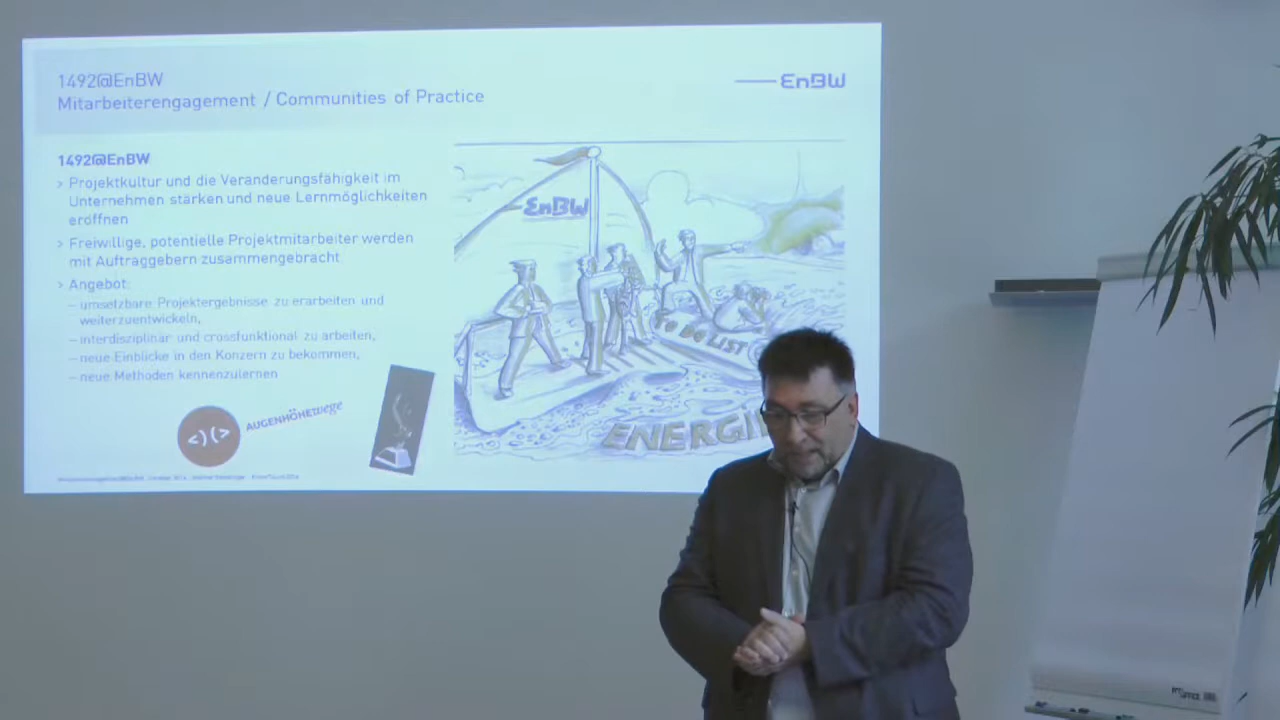 1492@EnBW
EnBW
Mitarbeiterengagement / Communities of Practice
1492@EnBW
> Projektkultur und die Veranderungsfähigkeit im
Unternehmen stärken und neue Lernmöglichkeiten
eröffnen
> Freiwillige, potentielle Projektmitarbeiter werden
mit Auftraggebern zusammengebracht
> Angebot:
– umsetzbare Projektergebnisse zu erarbeiten und
weiterzuentwickeln,
– interdisziplinär und crossfunktional zu arbeiten,
– neue Einblicke in den Konzern zu bekommen,
– neue Methoden kennenzulernen
AUGENHÖHEwege
EnBW
TO DO LIST
ENERGI